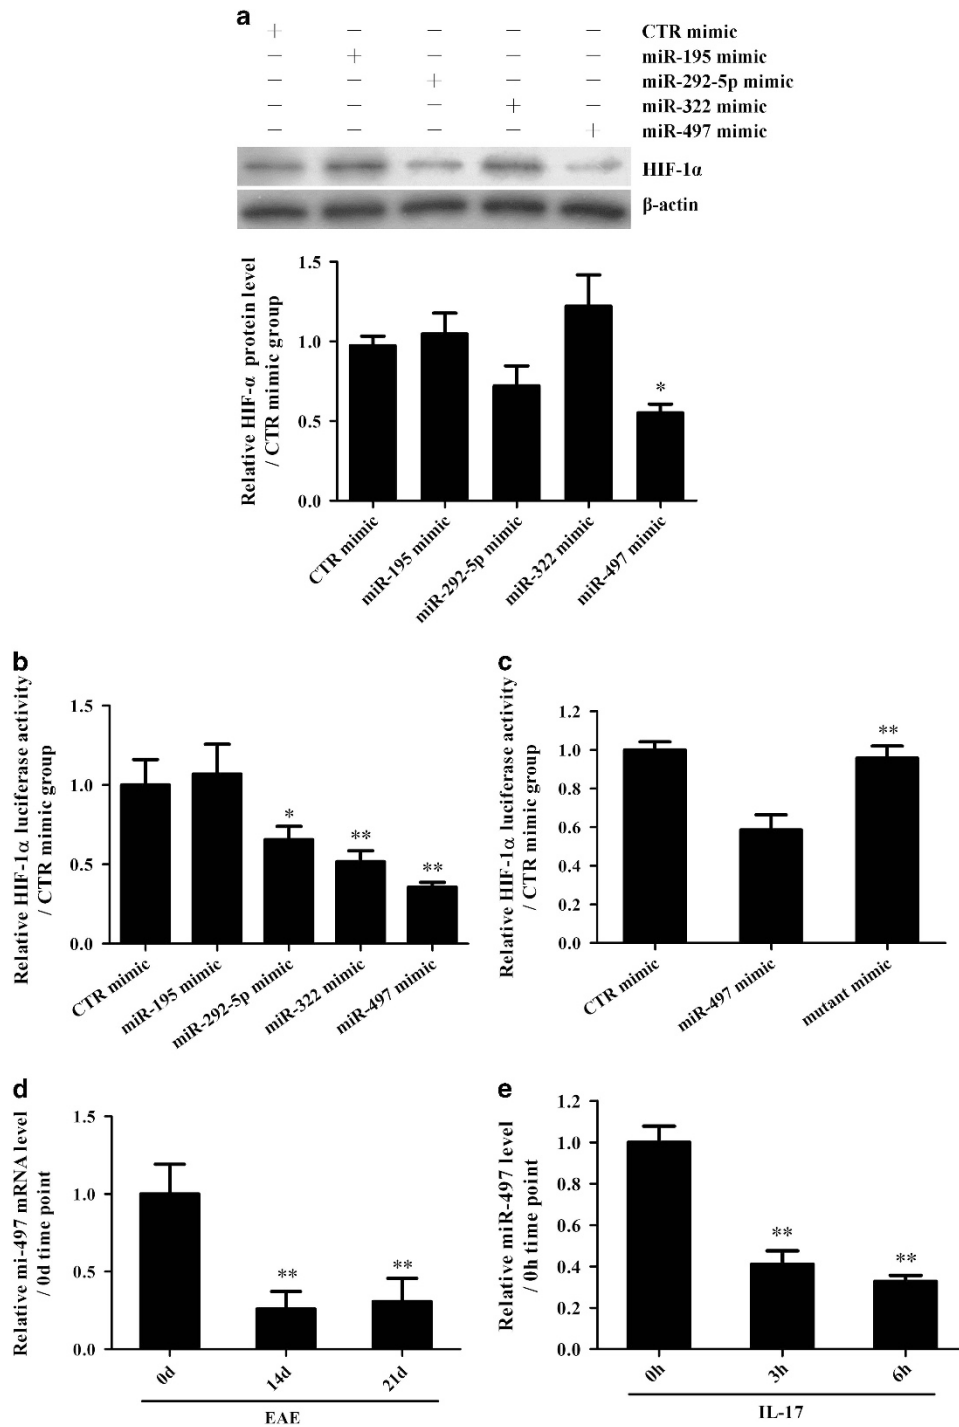 a
+ — — — — CTR mimic
— + — — — miR-195 mimic
— — + — — miR-292-5p mimic
— — — + — miR-322 mimic
— — — — + miR-497 mimic
HIF-1α
β-actin
Relative HIF-α protein level
/ CTR mimic group
1.5
1.0
0.5
0.0
*
CTR mimic
miR-195 mimic
miR-292-5p mimic
miR-322 mimic
miR-497 mimic
b
Relative HIF-1α luciferase activity
/ CTR mimic group
1.5
1.0
0.5
0.0
*
**
**
CTR mimic
miR-195 mimic
miR-292-5p mimic
miR-322 mimic
miR-497 mimic
c
Relative HIF-1α luciferase activity
/ CTR mimic group
1.2
1.0
0.8
0.6
0.4
0.2
0.0
**
CTR mimic
miR-497 mimic
mutant mimic
d
Relative mi-497 mRNA level
/ 0d time point
1.5
1.0
0.5
0.0
**
**
0d
14d
21d
EAE
e
Relative miR-497 level
/ 0h time point
1.2
1.0
0.8
0.6
0.4
0.2
0.0
**
**
0h
3h
6h
IL-17